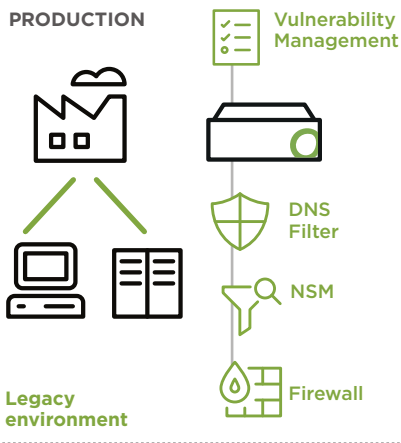 PRODUCTION
Vulnerability
Management
DNS
Filter
NSM
Firewall
Legacy
environment